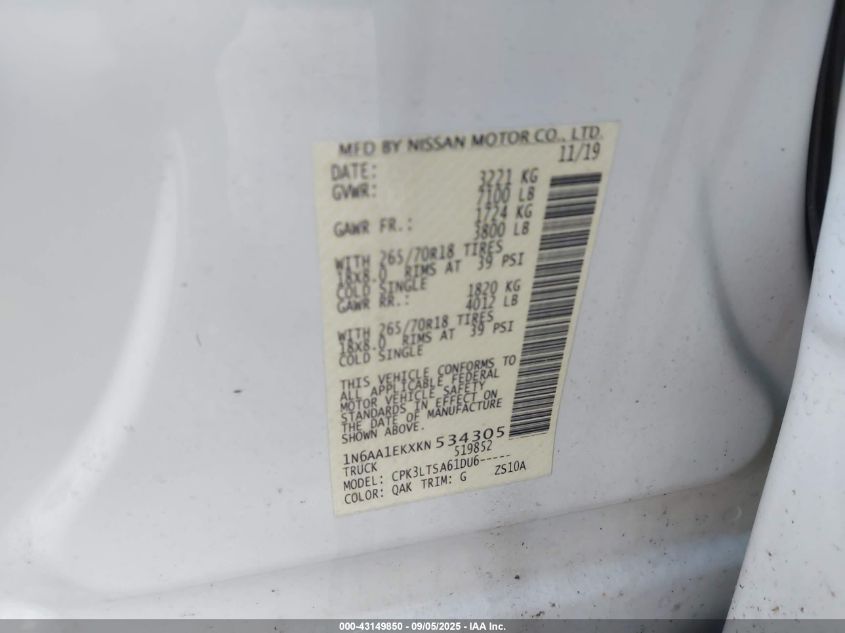 MFD BY NISSAN MOTOR CO., LTD.
DATE: 11/19
GVWR: 3221 KG
7100 LB
GAWR FR.: 1724 KG
3800 LB
WITH 265/70R18 TIRES
18X8.0 RIMS AT 39 PSI
COLD SINGLE
GAWR RR.: 1820 KG
4012 LB
WITH 265/70R18 TIRES
18X8.0 RIMS AT 39 PSI
COLD SINGLE
THIS VEHICLE CONFORMS TO
ALL APPLICABLE FEDERAL
MOTOR VEHICLE SAFETY
STANDARDS IN EFFECT ON
THE DATE OF MANUFACTURE
SHOWN ABOVE.
1N6AA1EKXKN 534305
TRUCK 519852
MODEL: CPK3LTSA61DU6-----
COLOR: QAK TRIM: G ZS10A
000-43149850 - 09/05/2025 - IAA Inc.